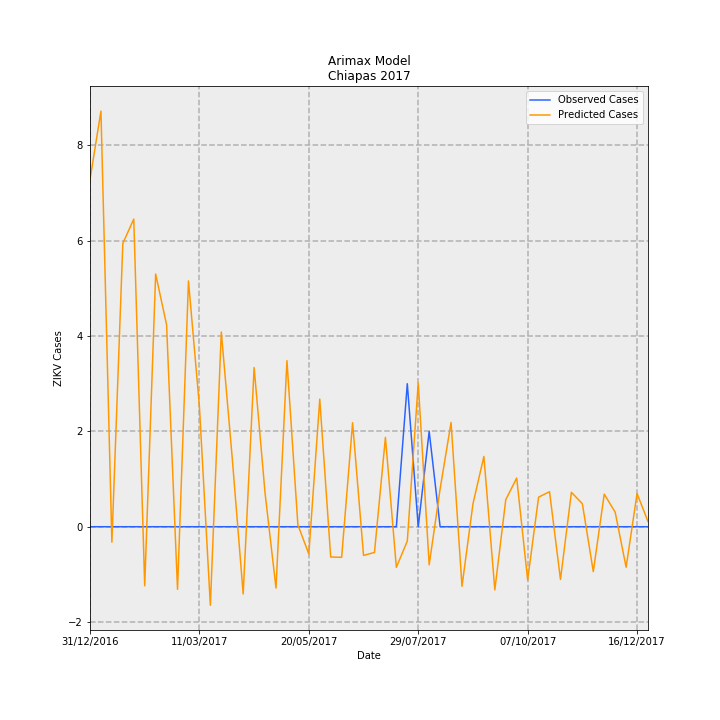 Arimax Model
Chiapas 2017
Observed Cases
Predicted Cases
8
6
4
2
0
−2
ZIKV Cases
31/12/2016 11/03/2017 20/05/2017 29/07/2017 07/10/2017 16/12/2017
Date